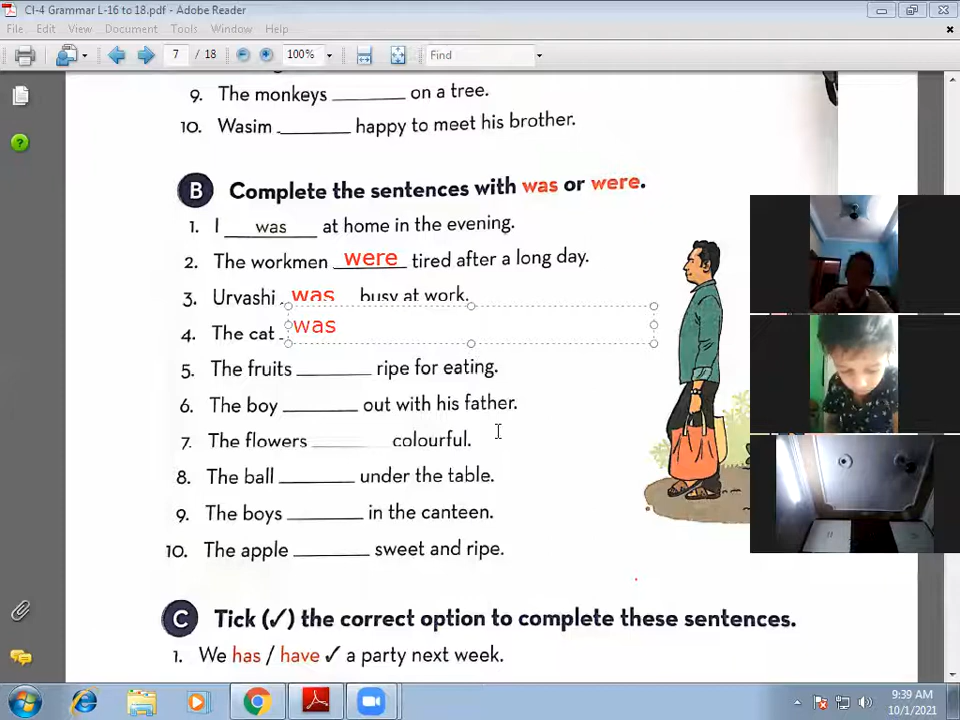 Cl-4 Grammar L-16 to 18.pdf - Adobe Reader
File Edit View Document Tools Window Help
7 / 18 100% Find
9. The monkeys ________ on a tree.
10. Wasim ________ happy to meet his brother.
B Complete the sentences with was or were.
1. I ___was___ at home in the evening.
2. The workmen were tired after a long day.
3. Urvashi was busy at work.
4. The cat was
5. The fruits ________ ripe for eating.
6. The boy ________ out with his father.
7. The flowers ________ colourful.
8. The ball ________ under the table.
9. The boys ________ in the canteen.
10. The apple ________ sweet and ripe.
C Tick (✓) the correct option to complete these sentences.
1. We has / have ✓ a party next week.
9:39 AM
10/1/2021